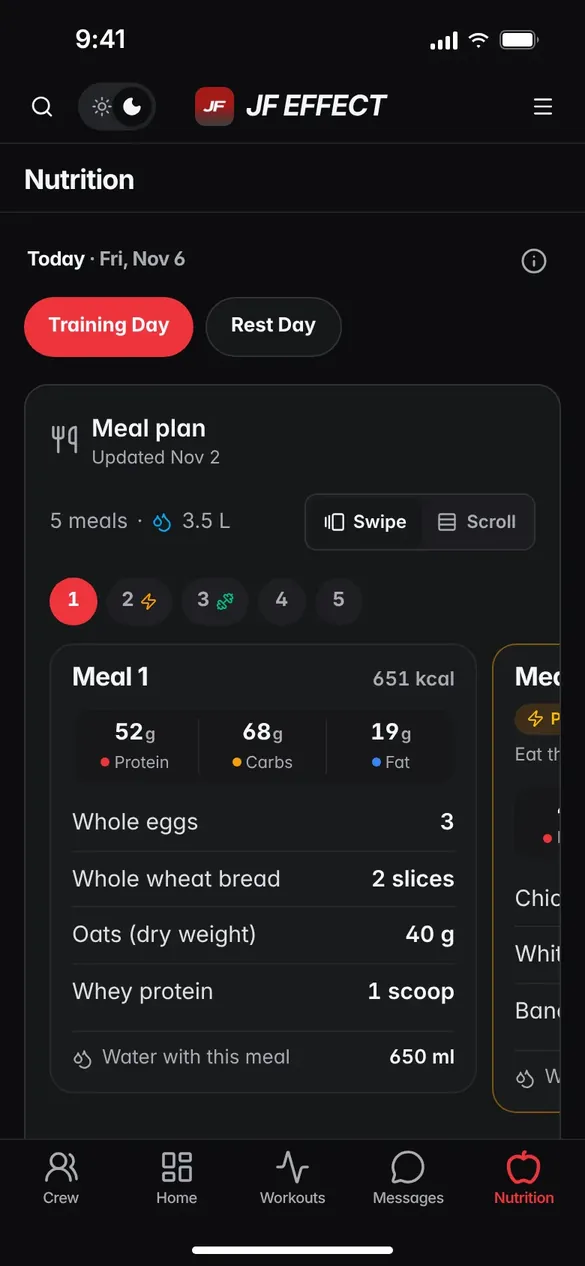 9:41
JF JF EFFECT
Nutrition
Today · Fri, Nov 6
Training Day Rest Day
Meal plan
Updated Nov 2
5 meals · 3.5 L Swipe Scroll
1 2 3 4 5
Meal 1 651 kcal
52g 68g 19g
Protein Carbs Fat
Whole eggs 3
Whole wheat bread 2 slices
Oats (dry weight) 40 g
Whey protein 1 scoop
Water with this meal 650 ml
Eat
Crew Home Workouts Messages Nutrition